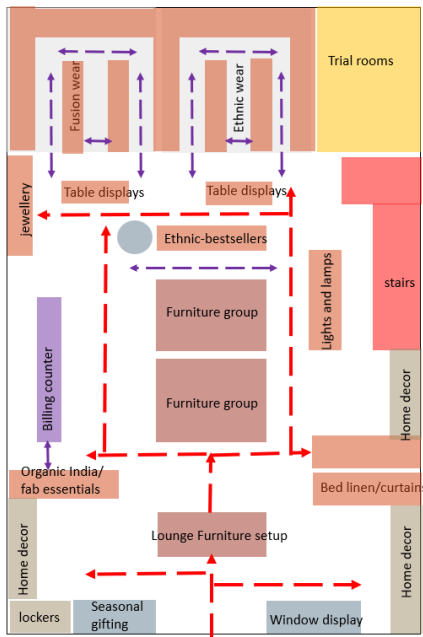 Trial rooms
Fusion wear
Ethnic wear
Table displays
Table displays
jewellery
Ethnic-bestsellers
stairs
Furniture group
Lights and lamps
Billing counter
Furniture group
Home decor
Organic India/
fab essentials
Bed linen/curtains
Lounge Furniture setup
Home decor
Home decor
lockers
Seasonal
gifting
Window display